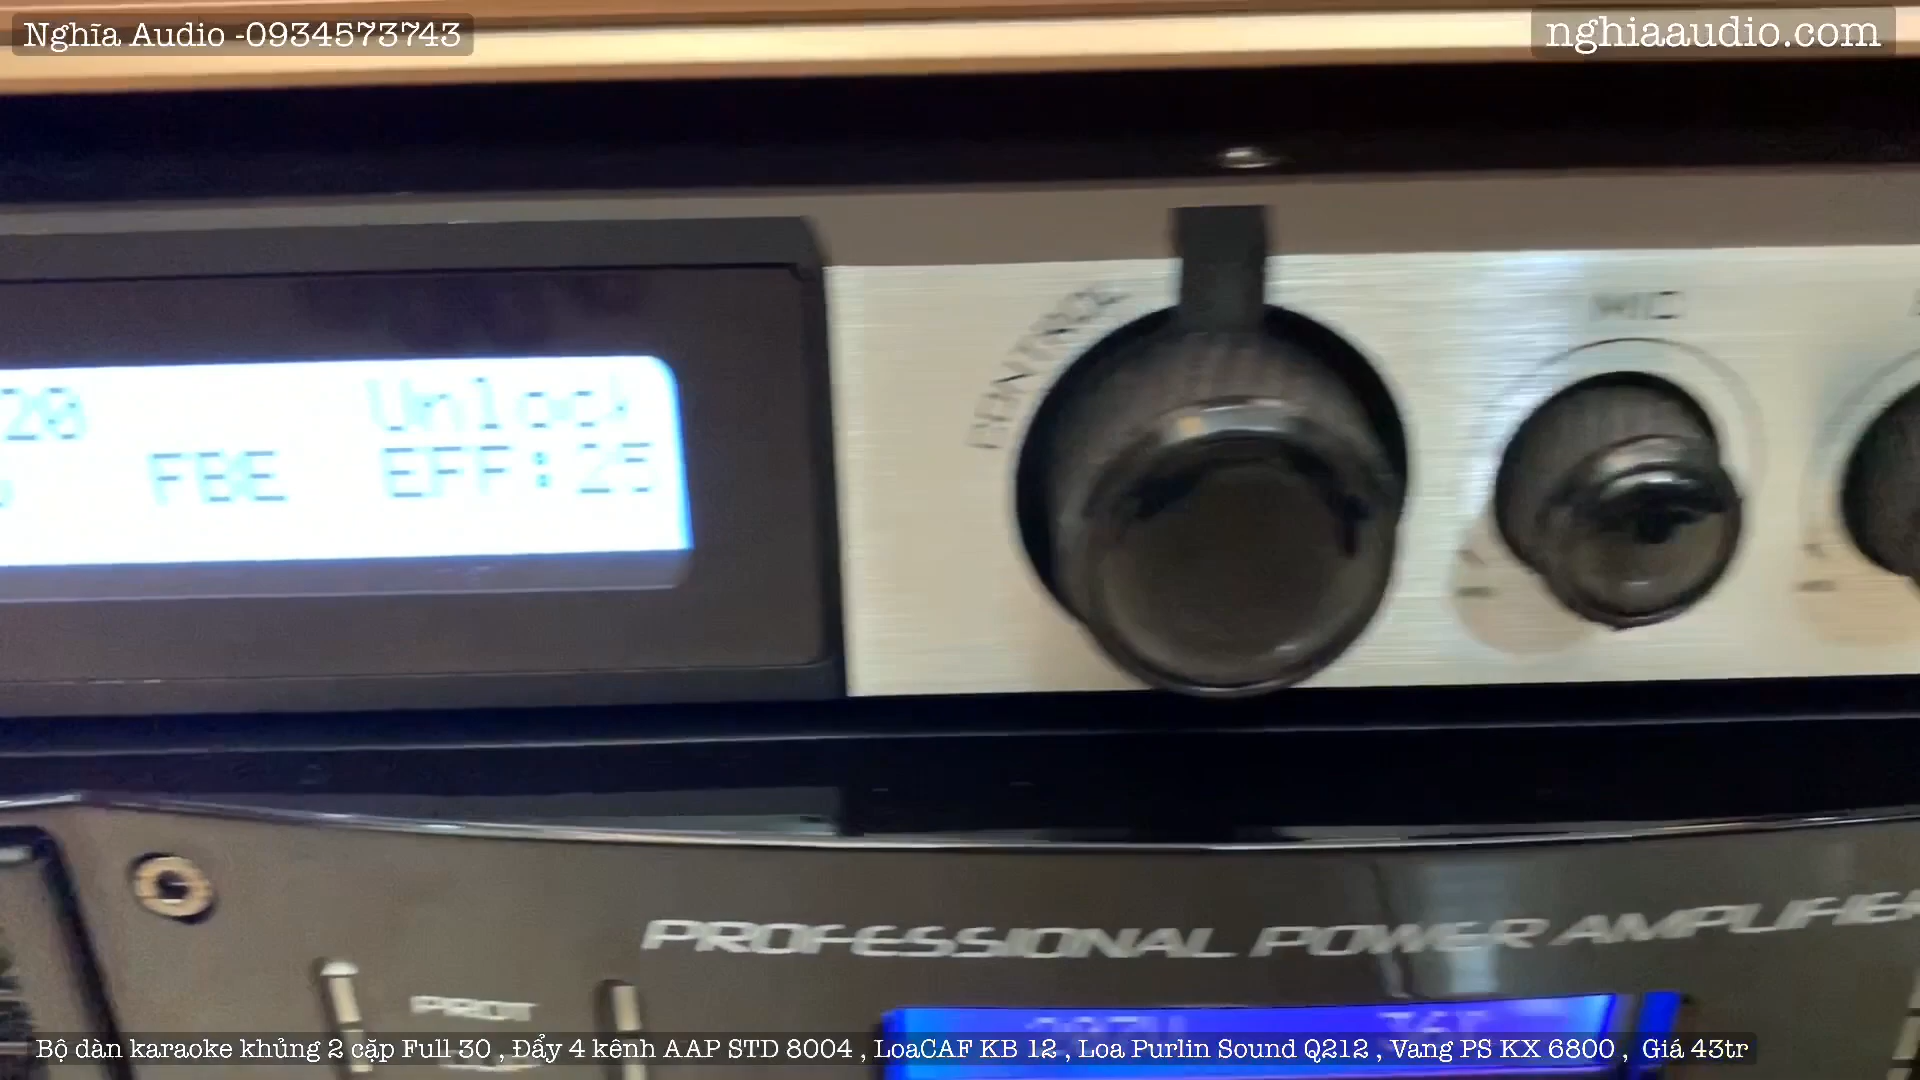 Nghĩa Audio -0934573743
nghiaaudio.com
CONTROL
MIC
20 Unlock
FBE EFF:25
PROFESSIONAL POWER AMPLIFIER
PROT
Bộ dàn karaoke khủng 2 cặp Full 30 , Đẩy 4 kênh AAP STD 8004 , LoaCAF KB 12 , Loa Purlin Sound Q212 , Vang PS KX 6800 , Giá 43tr